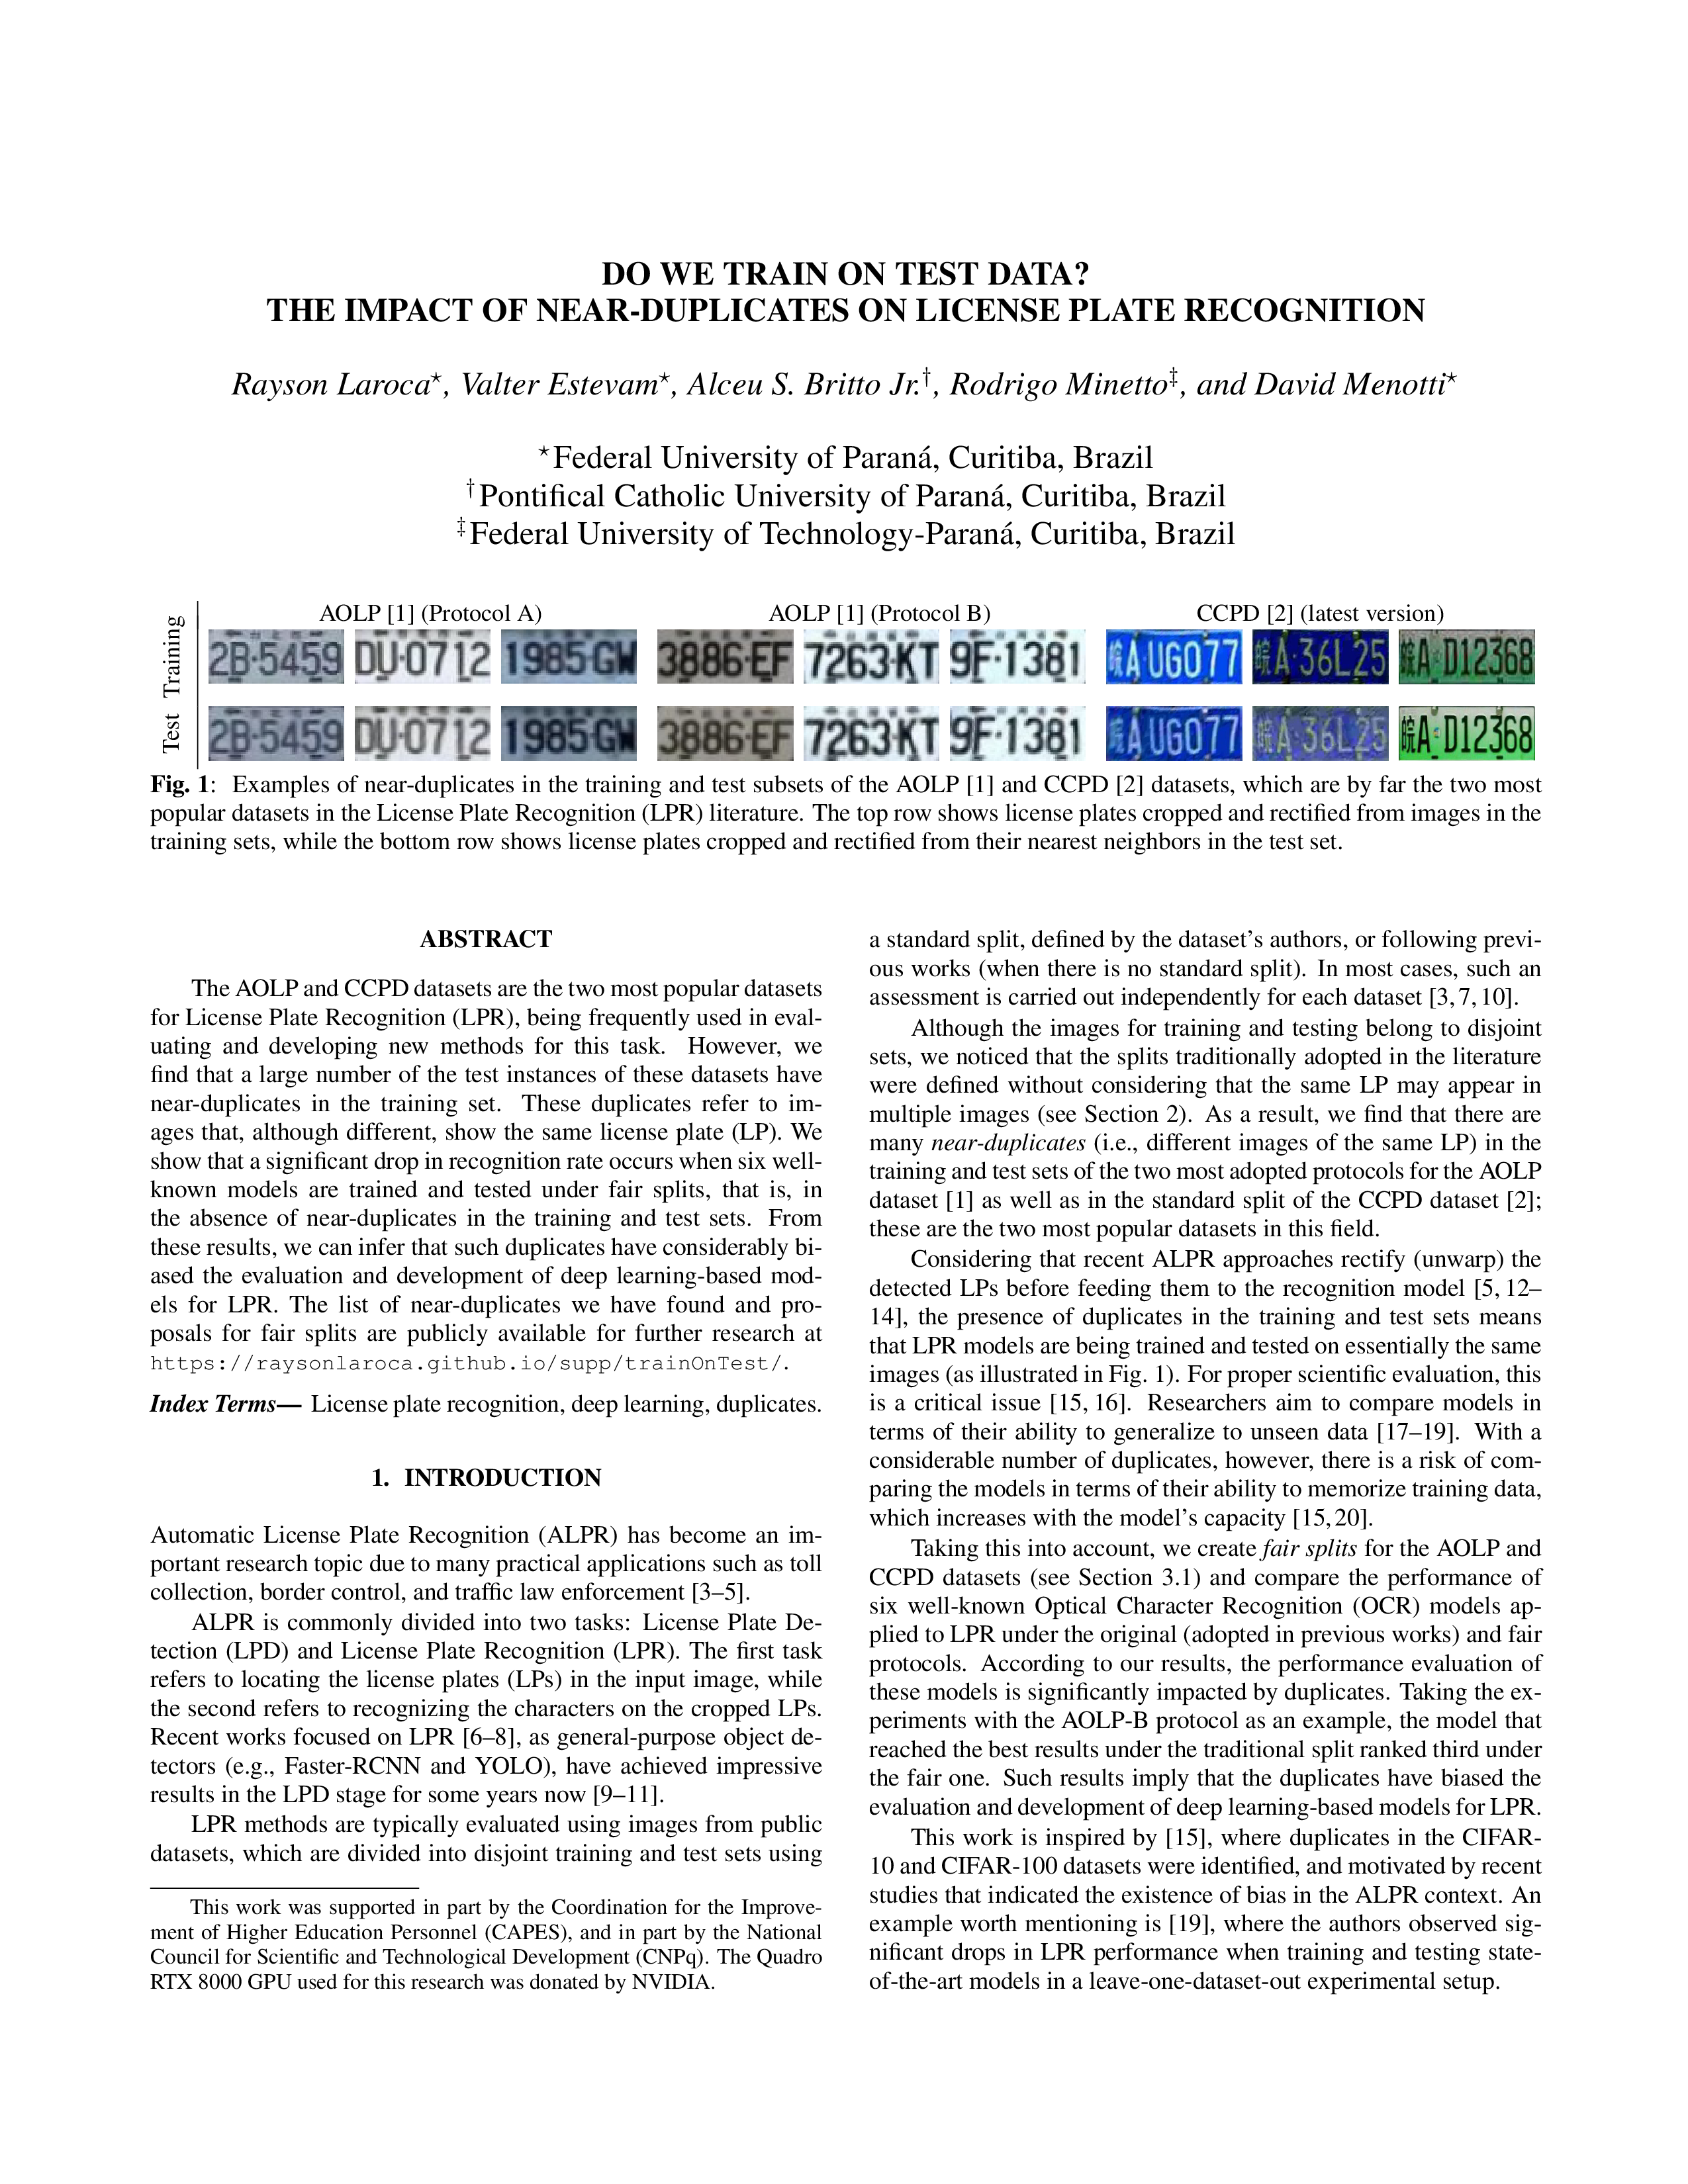 DO WE TRAIN ON TEST DATA?
THE IMPACT OF NEAR-DUPLICATES ON LICENSE PLATE RECOGNITION
Rayson Laroca⋆, Valter Estevam⋆, Alceu S. Britto Jr.†, Rodrigo Minetto‡, and David Menotti⋆
⋆Federal University of Paraná, Curitiba, Brazil
†Pontifical Catholic University of Paraná, Curitiba, Brazil
‡Federal University of Technology-Paraná, Curitiba, Brazil
AOLP [1] (Protocol A) AOLP [1] (Protocol B) CCPD [2] (latest version)
Training
2B·5459 DU·0712 1985·GW 3886·EF 7263·KT 9F·1381 皖A·UG077 皖A·36L25 皖A·D12368
Test
2B·5459 DU·0712 1985·GW 3886·EF 7263·KT 9F·1381 皖A·UG077 皖A·36L25 皖A·D12368
Fig. 1: Examples of near-duplicates in the training and test subsets of the AOLP [1] and CCPD [2] datasets, which are by far the two most
popular datasets in the License Plate Recognition (LPR) literature. The top row shows license plates cropped and rectified from images in the
training sets, while the bottom row shows license plates cropped and rectified from their nearest neighbors in the test set.
ABSTRACT
The AOLP and CCPD datasets are the two most popular datasets
for License Plate Recognition (LPR), being frequently used in eval-
uating and developing new methods for this task. However, we
find that a large number of the test instances of these datasets have
near-duplicates in the training set. These duplicates refer to im-
ages that, although different, show the same license plate (LP). We
show that a significant drop in recognition rate occurs when six well-
known models are trained and tested under fair splits, that is, in
the absence of near-duplicates in the training and test sets. From
these results, we can infer that such duplicates have considerably bi-
ased the evaluation and development of deep learning-based mod-
els for LPR. The list of near-duplicates we have found and pro-
posals for fair splits are publicly available for further research at
https://raysonlaroca.github.io/supp/trainOnTest/.
Index Terms— License plate recognition, deep learning, duplicates.
1. INTRODUCTION
Automatic License Plate Recognition (ALPR) has become an im-
portant research topic due to many practical applications such as toll
collection, border control, and traffic law enforcement [3–5].
ALPR is commonly divided into two tasks: License Plate De-
tection (LPD) and License Plate Recognition (LPR). The first task
refers to locating the license plates (LPs) in the input image, while
the second refers to recognizing the characters on the cropped LPs.
Recent works focused on LPR [6–8], as general-purpose object de-
tectors (e.g., Faster-RCNN and YOLO), have achieved impressive
results in the LPD stage for some years now [9–11].
LPR methods are typically evaluated using images from public
datasets, which are divided into disjoint training and test sets using
This work was supported in part by the Coordination for the Improve-
ment of Higher Education Personnel (CAPES), and in part by the National
Council for Scientific and Technological Development (CNPq). The Quadro
RTX 8000 GPU used for this research was donated by NVIDIA.
a standard split, defined by the dataset's authors, or following previ-
ous works (when there is no standard split). In most cases, such an
assessment is carried out independently for each dataset [3, 7, 10].
Although the images for training and testing belong to disjoint
sets, we noticed that the splits traditionally adopted in the literature
were defined without considering that the same LP may appear in
multiple images (see Section 2). As a result, we find that there are
many near-duplicates (i.e., different images of the same LP) in the
training and test sets of the two most adopted protocols for the AOLP
dataset [1] as well as in the standard split of the CCPD dataset [2];
these are the two most popular datasets in this field.
Considering that recent ALPR approaches rectify (unwarp) the
detected LPs before feeding them to the recognition model [5, 12–
14], the presence of duplicates in the training and test sets means
that LPR models are being trained and tested on essentially the same
images (as illustrated in Fig. 1). For proper scientific evaluation, this
is a critical issue [15, 16]. Researchers aim to compare models in
terms of their ability to generalize to unseen data [17–19]. With a
considerable number of duplicates, however, there is a risk of com-
paring the models in terms of their ability to memorize training data,
which increases with the model's capacity [15, 20].
Taking this into account, we create fair splits for the AOLP and
CCPD datasets (see Section 3.1) and compare the performance of
six well-known Optical Character Recognition (OCR) models ap-
plied to LPR under the original (adopted in previous works) and fair
protocols. According to our results, the performance evaluation of
these models is significantly impacted by duplicates. Taking the ex-
periments with the AOLP-B protocol as an example, the model that
reached the best results under the traditional split ranked third under
the fair one. Such results imply that the duplicates have biased the
evaluation and development of deep learning-based models for LPR.
This work is inspired by [15], where duplicates in the CIFAR-
10 and CIFAR-100 datasets were identified, and motivated by recent
studies that indicated the existence of bias in the ALPR context. An
example worth mentioning is [19], where the authors observed sig-
nificant drops in LPR performance when training and testing state-
of-the-art models in a leave-one-dataset-out experimental setup.